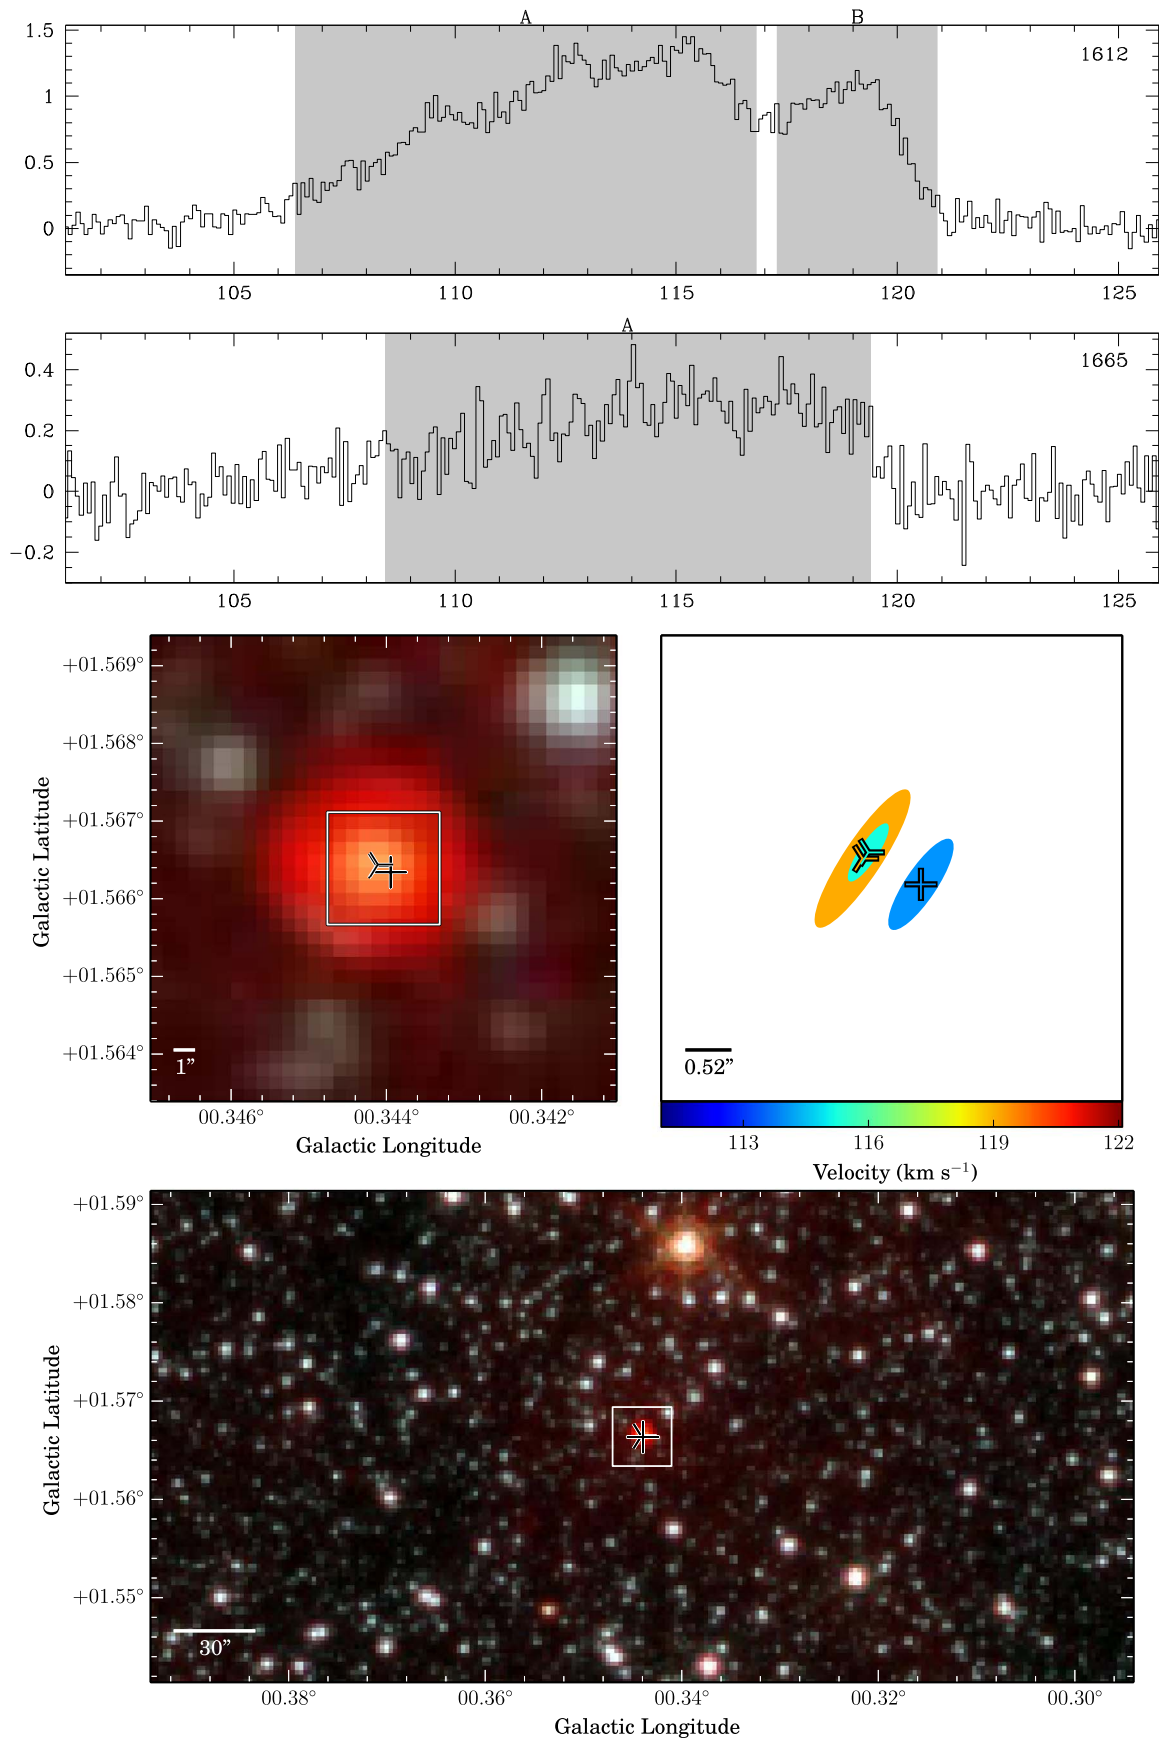 A B
1.5
1612
1
0.5
0
105 110 115 120 125
A
0.4
1665
0.2
0
−0.2
105 110 115 120 125
+01.569°
+01.568°
+01.567°
+01.566°
+01.565°
+01.564°
Galactic Latitude
1”
00.346° 00.344° 00.342°
Galactic Longitude
0.52”
113 116 119 122
Velocity (km s⁻¹)
+01.59°
+01.58°
+01.57°
+01.56°
+01.55°
Galactic Latitude
30”
00.38° 00.36° 00.34° 00.32° 00.30°
Galactic Longitude